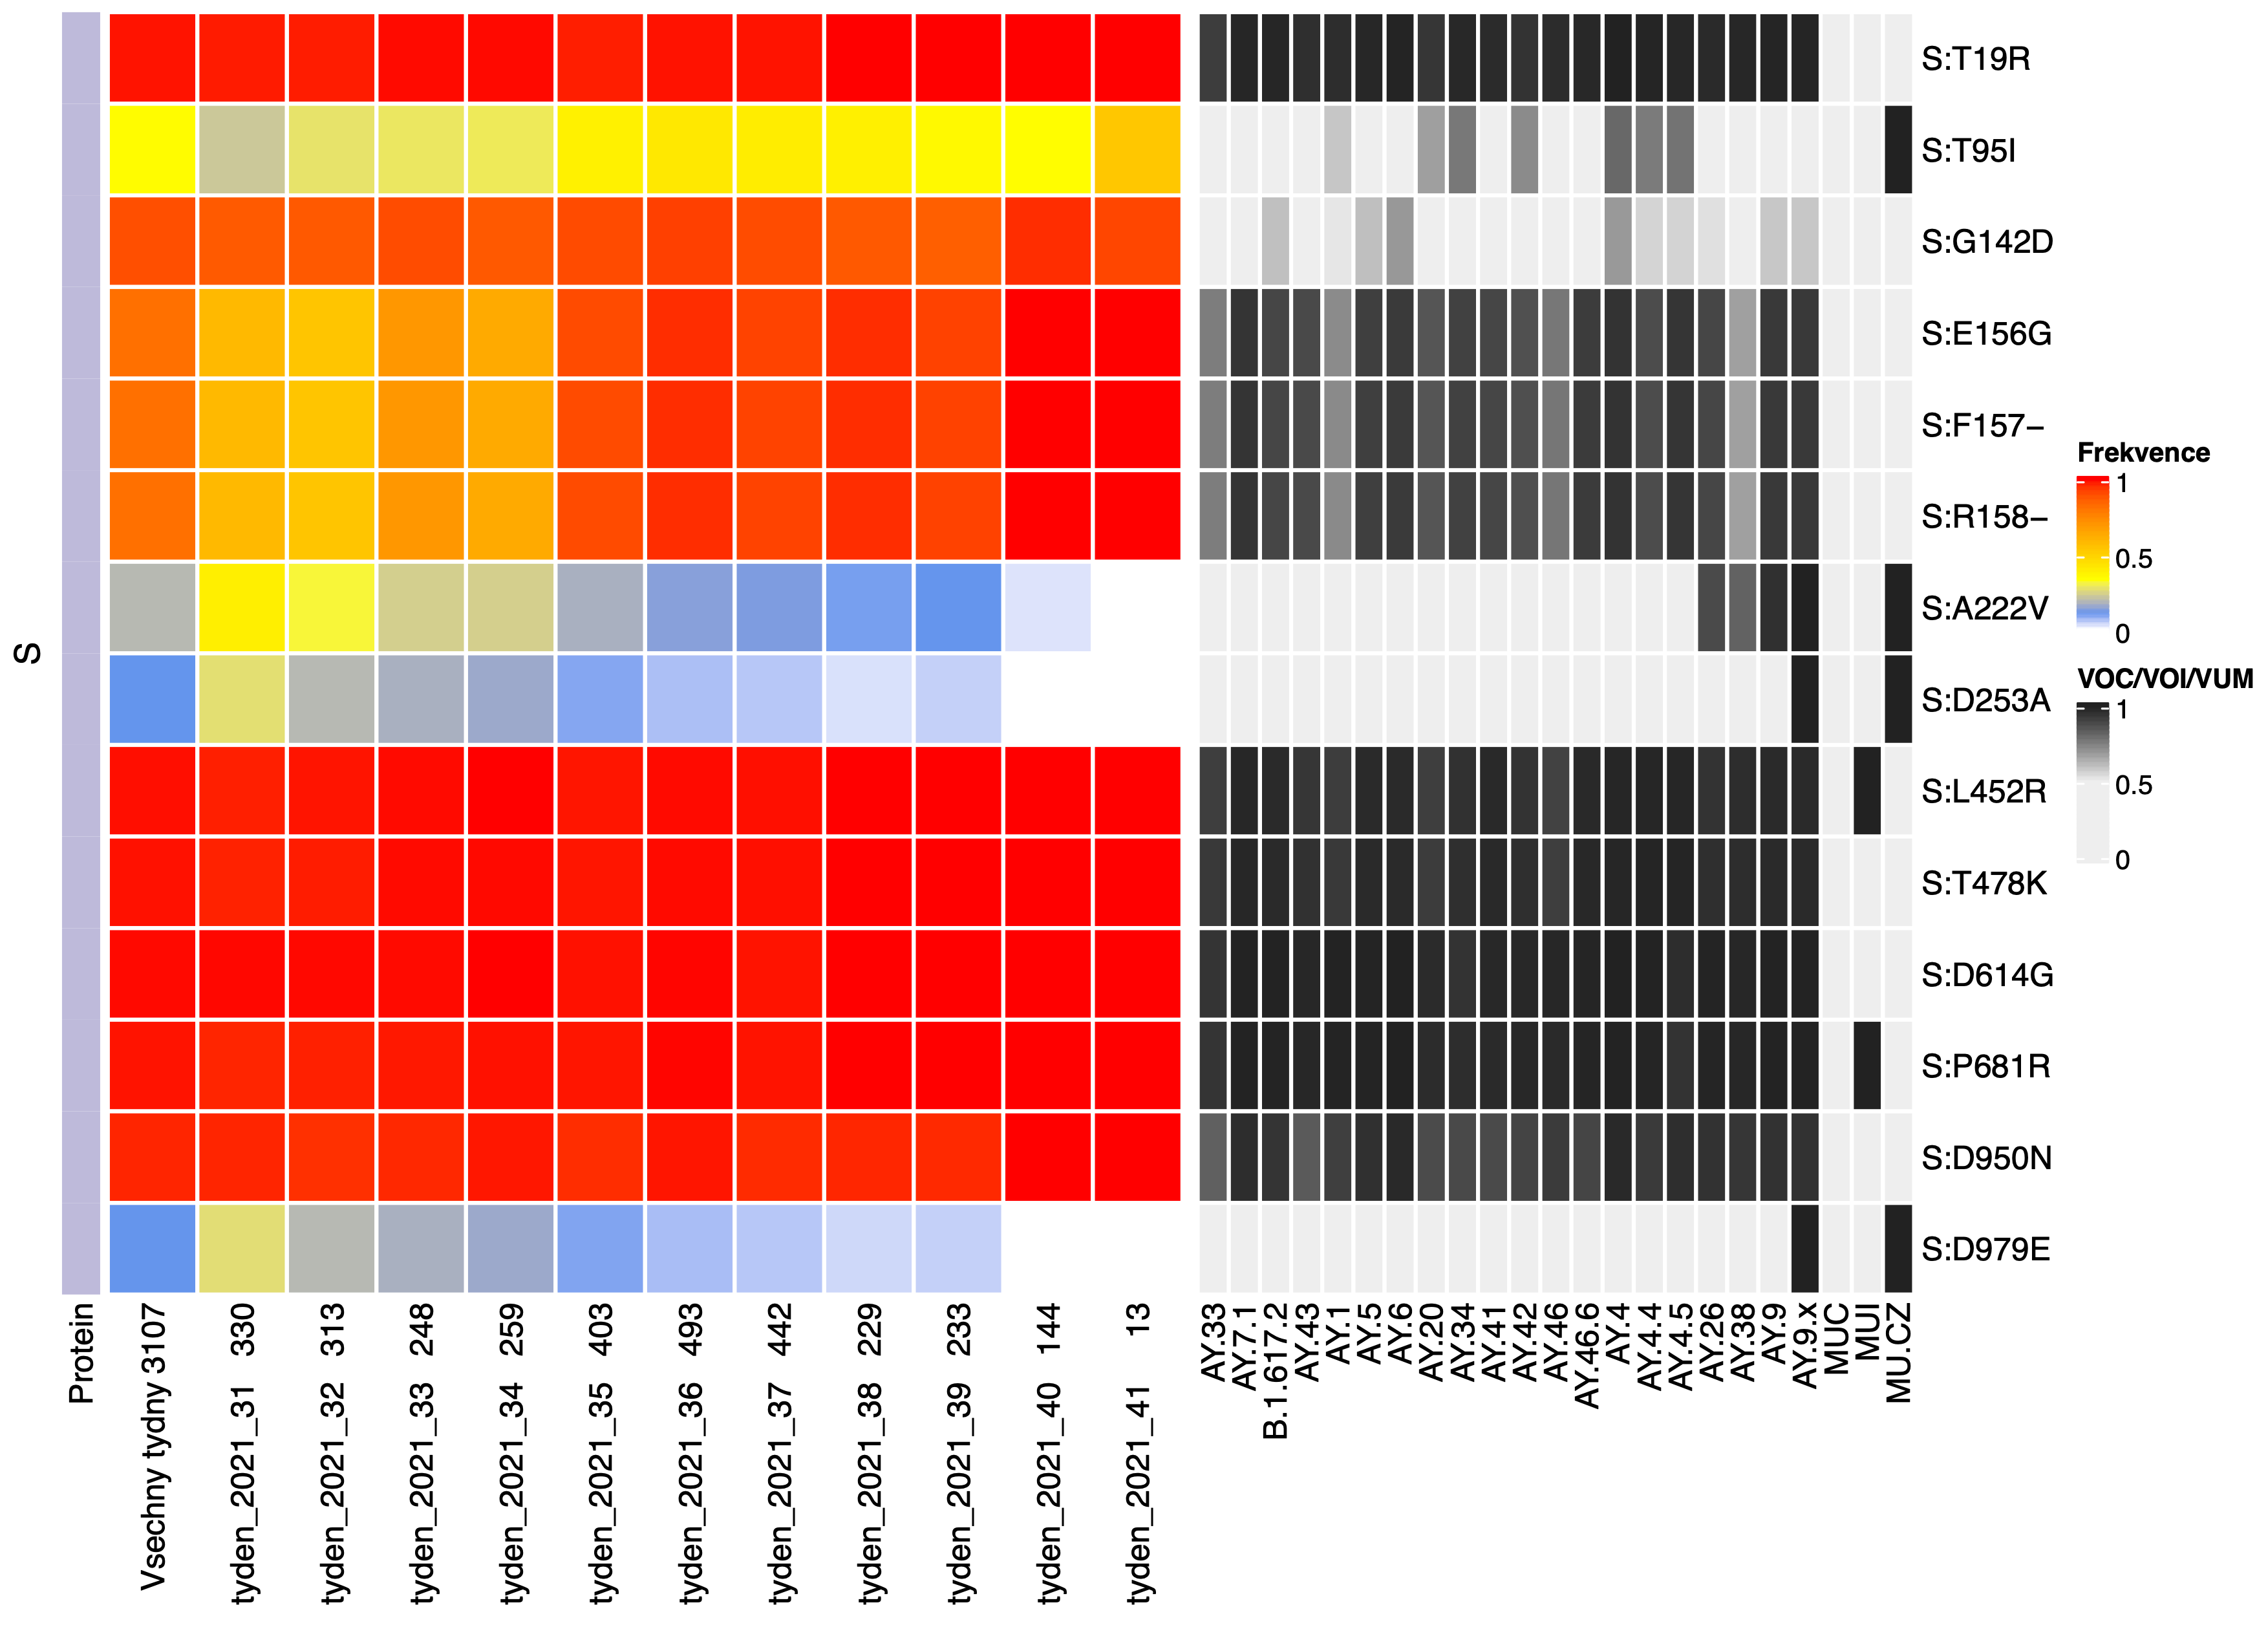 S
S:T19R
S:T95I
S:G142D
S:E156G
S:F157−
S:R158−
S:A222V
S:D253A
S:L452R
S:T478K
S:D614G
S:P681R
S:D950N
S:D979E
Protein
Vsechny tydny 3107
tyden_2021_31 330
tyden_2021_32 313
tyden_2021_33 248
tyden_2021_34 259
tyden_2021_35 403
tyden_2021_36 493
tyden_2021_37 442
tyden_2021_38 229
tyden_2021_39 233
tyden_2021_40 144
tyden_2021_41 13
AY.33
AY.7.1
B.1.617.2
AY.43
AY.1
AY.5
AY.6
AY.20
AY.34
AY.41
AY.42
AY.46
AY.46.6
AY.4
AY.4.4
AY.4.5
AY.26
AY.38
AY.9
AY.9.x
MUC
MUI
MU.CZ
Frekvence
1
0.5
0
VOC/VOI/VUM
1
0.5
0